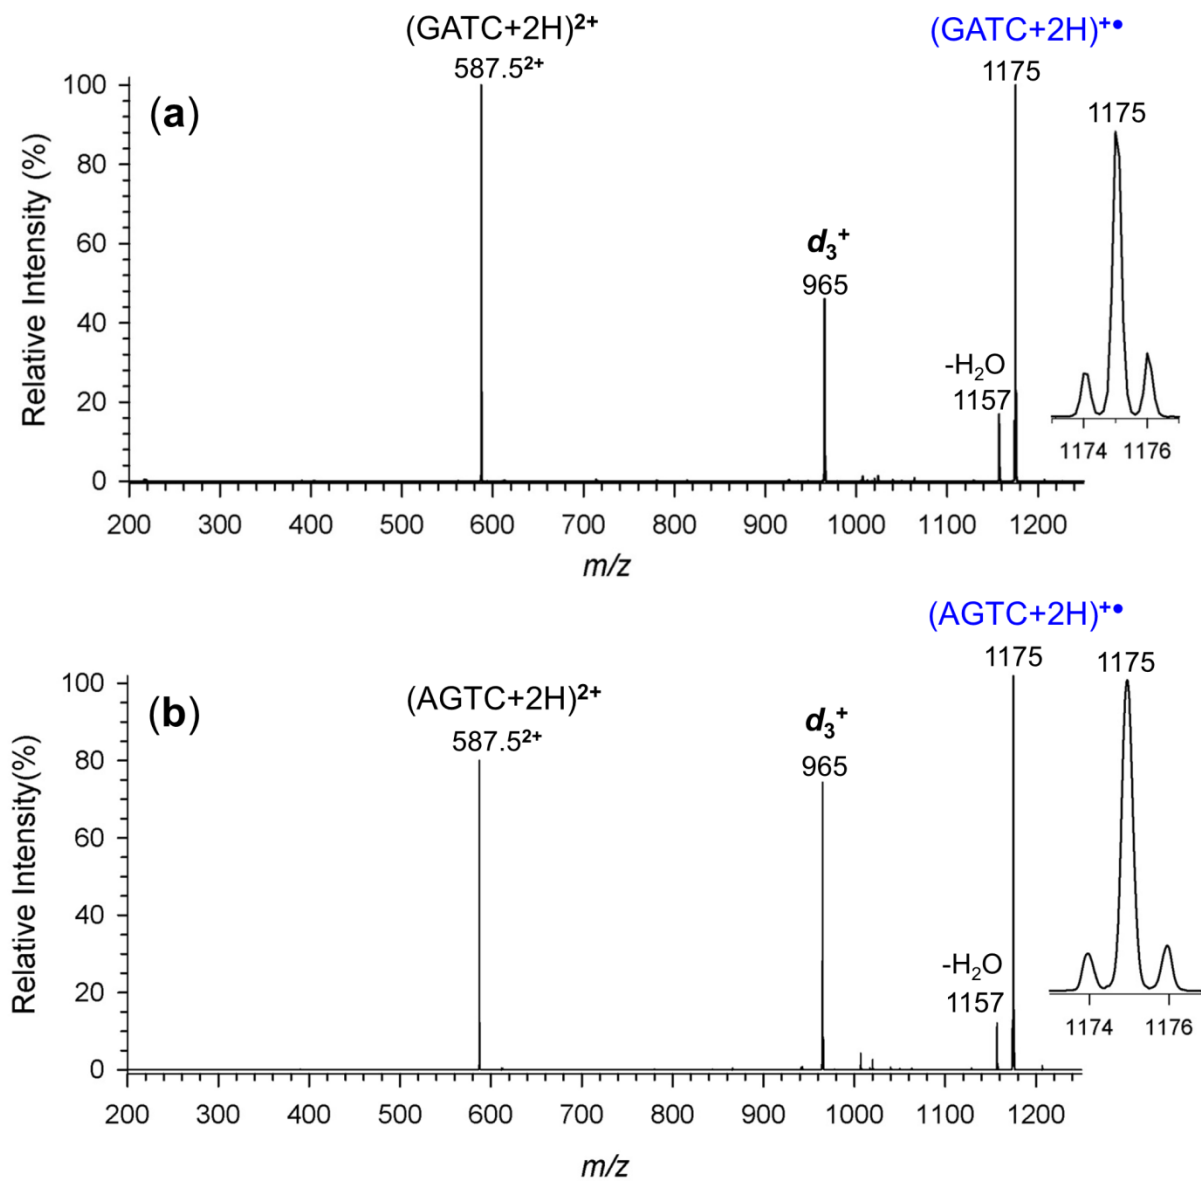 (a)
(GATC+2H)²⁺
587.5²⁺
(GATC+2H)⁺•
1175
1175
d₃⁺
965
-H₂O
1157
1174 1176
Relative Intensity (%)
100
80
60
40
20
0
200 300 400 500 600 700 800 900 1000 1100 1200
m/z
(b)
(AGTC+2H)²⁺
587.5²⁺
(AGTC+2H)⁺•
1175 1175
d₃⁺
965
-H₂O
1157
1174 1176
Relative Intensity(%)
100
80
60
40
20
0
200 300 400 500 600 700 800 900 1000 1100 1200
m/z